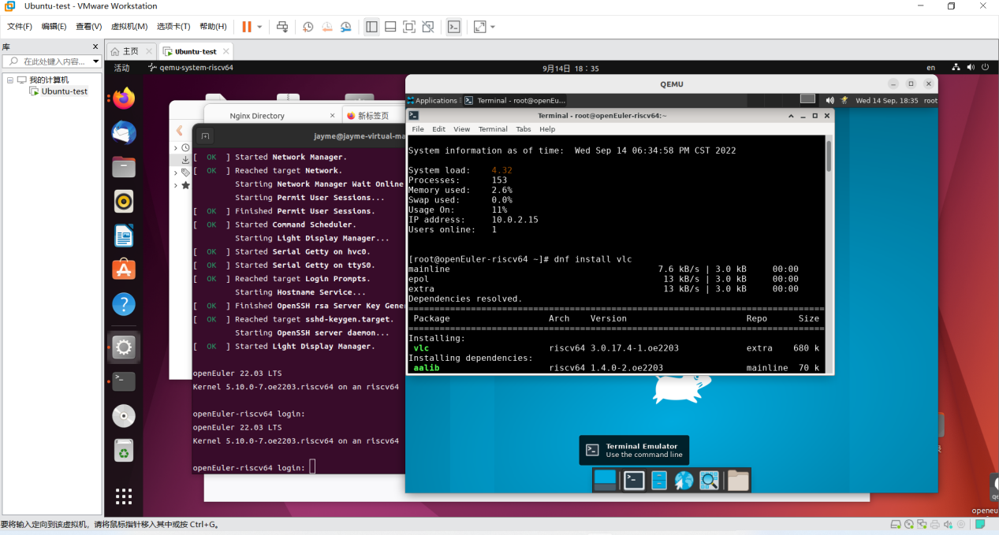 Ubuntu-test - VMware Workstation
文件(F) 编辑(E) 查看(V) 虚拟机(M) 选项卡(T) 帮助(H)
库
在此处键入内容...
我的计算机
Ubuntu-test
主页
Ubuntu-test
活动 qemu-system-riscv64 9月14日 18：35 en
Nginx Directory
新标签页
jayme@jayme-virtual-ma
[ OK ] Started Network Manager.
[ OK ] Reached target Network.
Starting Network Manager Wait Online
Starting Permit User Sessions...
[ OK ] Finished Permit User Sessions.
[ OK ] Started Command Scheduler.
Starting Light Display Manager...
[ OK ] Started Serial Getty on hvc0.
[ OK ] Started Serial Getty on ttyS0.
[ OK ] Reached target Login Prompts.
Starting Hostname Service...
[ OK ] Finished OpenSSH rsa Server Key Gene
[ OK ] Reached target sshd-keygen.target.
Starting OpenSSH server daemon...
[ OK ] Started Light Display Manager.
openEuler 22.03 LTS
Kernel 5.10.0-7.oe2203.riscv64 on an riscv64
openEuler-riscv64 login:
openEuler 22.03 LTS
Kernel 5.10.0-7.oe2203.riscv64 on an riscv64
openEuler-riscv64 login:
QEMU
Applications Terminal - root@openEu... Wed 14 Sep, 18:35 root
Terminal - root@openEuler-riscv64:~
File Edit View Terminal Tabs Help
System information as of time: Wed Sep 14 06:34:58 PM CST 2022
System load: 4.32
Processes: 153
Memory used: 2.6%
Swap used: 0.0%
Usage On: 11%
IP address: 10.0.2.15
Users online: 1
[root@openEuler-riscv64 ~]# dnf install vlc
mainline 7.6 kB/s | 3.0 kB 00:00
epol 13 kB/s | 3.0 kB 00:00
extra 13 kB/s | 3.0 kB 00:00
Dependencies resolved.
Package Arch Version Repo Size
Installing:
vlc riscv64 3.0.17.4-1.oe2203 extra 680 k
Installing dependencies:
aalib riscv64 1.4.0-2.oe2203 mainline 70 k
Terminal Emulator
Use the command line
openeu
要将输入定向到该虚拟机，请将鼠标指针移入其中或按 Ctrl+G。